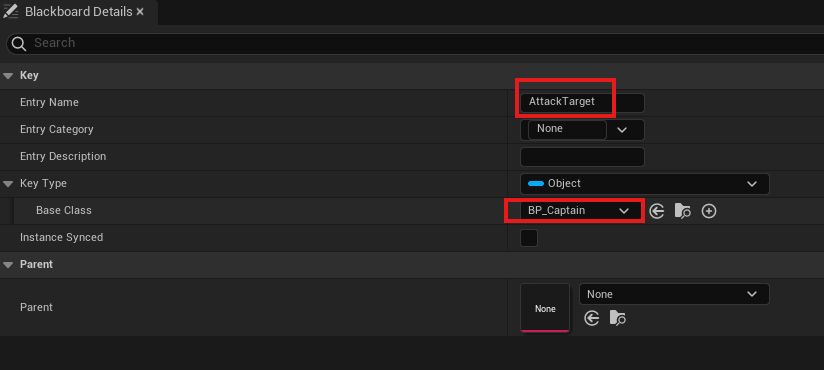 Blackboard Details
Search
Key
Entry Name AttackTarget
Entry Category None
Entry Description
Key Type Object
Base Class BP_Captain
Instance Synced
Parent
Parent None None